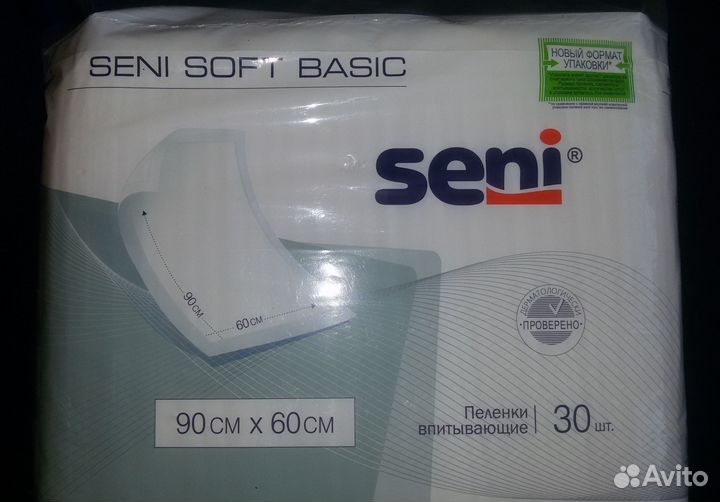 SENI SOFT BASIC
НОВЫЙ ФОРМАТ
УПАКОВКИ*
seni®
90 СМ
60 СМ
ДЕРМАТОЛОГИЧЕСКИ
ПРОВЕРЕНО
90 СМ х 60 СМ
Пеленки
впитывающие
30 шт.
Avito